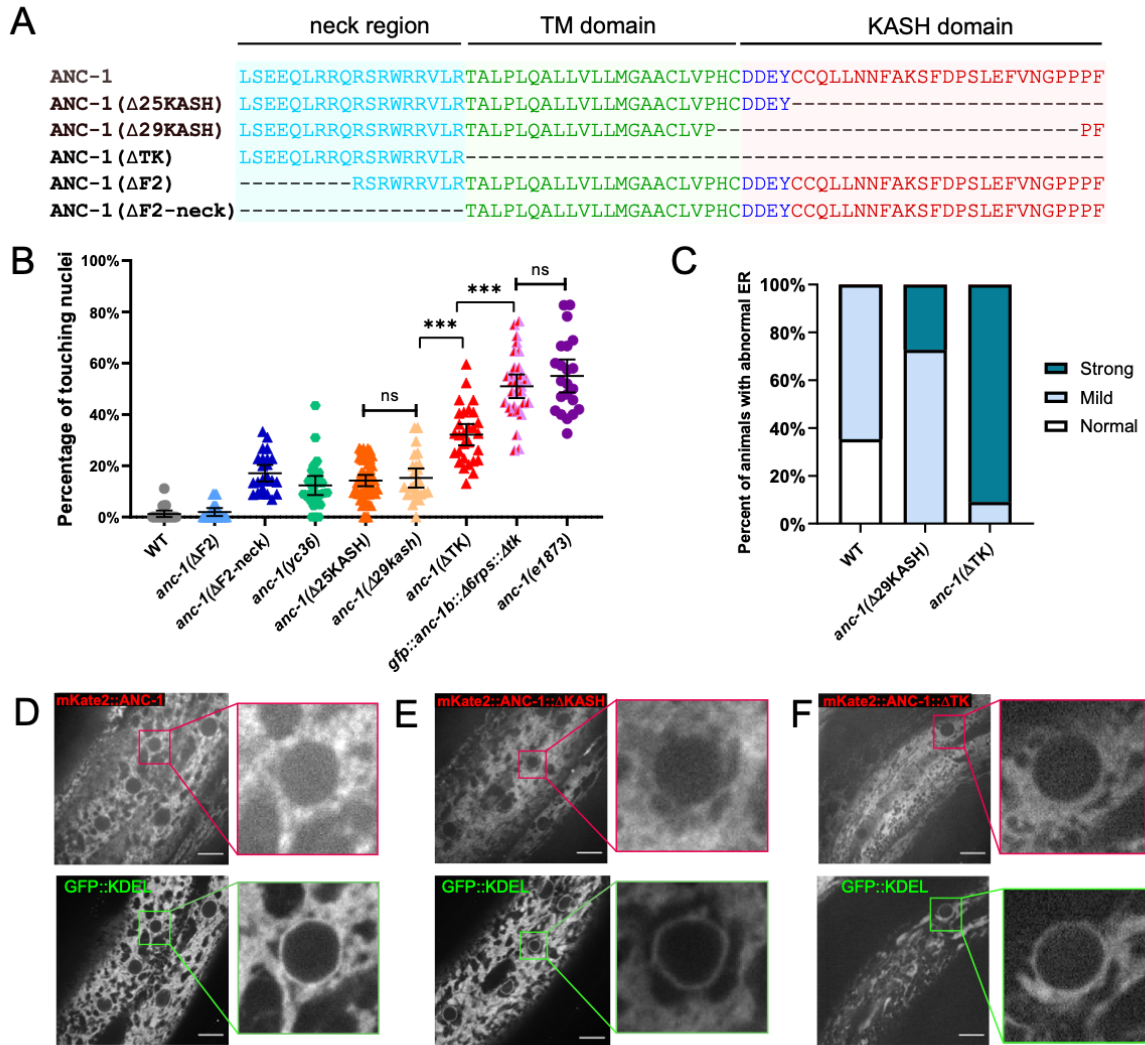 A
neck region TM domain KASH domain
ANC-1 LSEEQLRRQRSRWRRVLRTALPLQALLVLLMGAACLVPHCDDEYCCQLLNNFAKSFDPSLEFVNGPPPF
ANC-1(Δ25KASH) LSEEQLRRQRSRWRRVLRTALPLQALLVLLMGAACLVPHCDDEY-------------------------
ANC-1(Δ29KASH) LSEEQLRRQRSRWRRVLRTALPLQALLVLLMGAACLVP-----------------------------PF
ANC-1(ΔTK) LSEEQLRRQRSRWRRVLR---------------------------------------------------
ANC-1(ΔF2) ---------RSRWRRVLRTALPLQALLVLLMGAACLVPHCDDEYCCQLLNNFAKSFDPSLEFVNGPPPF
ANC-1(ΔF2-neck) ------------------TALPLQALLVLLMGAACLVPHCDDEYCCQLLNNFAKSFDPSLEFVNGPPPF
B
Percentage of touching nuclei
100%
80%
60%
40%
20%
0%
ns
***
***
ns
WT
anc-1(ΔF2)
anc-1(ΔF2-neck)
anc-1(yc36)
anc-1(Δ25KASH)
anc-1(Δ29kash)
anc-1(ΔTK)
gfp::anc-1b::Δ6rps::Δtk
anc-1(e1873)
C
Percent of animals with abnormal ER
100%
80%
60%
40%
20%
0%
WT
anc-1(Δ29KASH)
anc-1(ΔTK)
Strong
Mild
Normal
D
mKate2::ANC-1
GFP::KDEL
E
mKate2::ANC-1::ΔKASH
GFP::KDEL
F
mKate2::ANC-1::ΔTK
GFP::KDEL